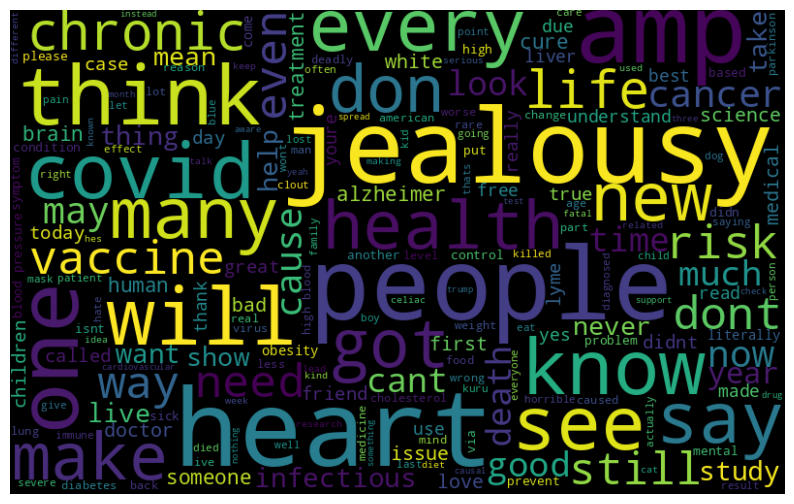 chronic
every
amp
think
even
treatment
don
white
due
cure
liver
take
please
case
mean
come
look
life
best
cancer
based
parkinson
instead
different
often
deadly
point
high
care
serious
used
keep
reason
lot
let
month
pain
blue
brain
thing
day
known
aware
american
worse
rare
going
change
understand
science
condition
effect
talk
won
lost
man
spread
kid
put
three
covid
right
help
youre
really
jealousy
yeah
making
thats
dog
medical
may
many
alzheimer
free
true
age
fatal
didn
saying
new
today
hes
cause
health
test
part
time
risk
symptom
blood pressure
vaccine
great
family
another
control
killed
level
related
child
diagnosed
person
much
mask
patient
human
bad
real
thank
high blood
people
lyme
read
check
hate
virus
isnt
idea
celiac
trump
support
dont
one
will
obesity
boy
weight
eat
yes
never
didnt
literally
children
called
want
show
got
first
problem
now
cardiovascular
less
kind
lead
food
wrong
everyone
know
year
way
need
cant
death
give
live
sick
week
friend
cholesterol
kuru
horrible
caused
made
drug
make
doctor
heart
medicine
something
use
via
see
say
actually
mental
lung
immune
died
ive
nothing
research
well
mind
issue
cat
severe
diabetes
back
someone
infectious
last
diet
love
prevent
good
causal
still
study
result
clout